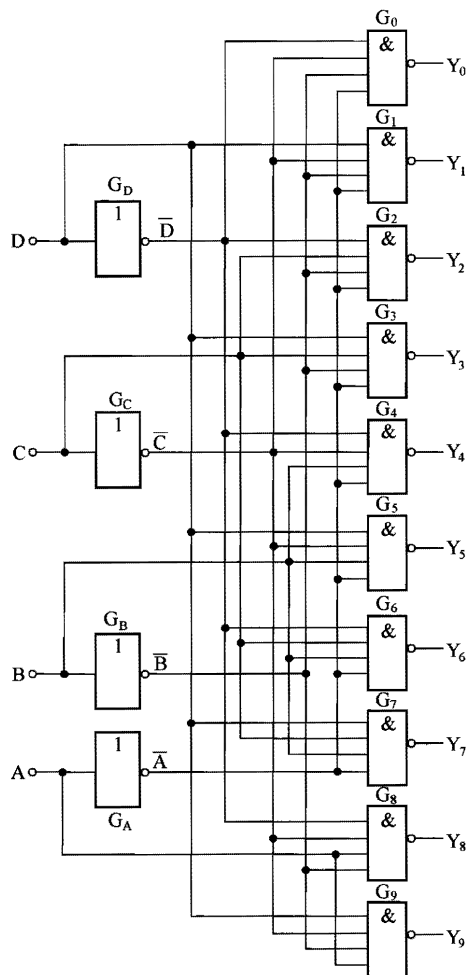 G₀
&
Y₀
G₁
&
Y₁
G_D
1
D
D̅
G₂
&
Y₂
G₃
&
Y₃
G_C
1
C
C̅
G₄
&
Y₄
G₅
&
Y₅
G_B
1
B
B̅
G₆
&
Y₆
G₇
&
Y₇
1
A
A̅
G_A
G₈
&
Y₈
G₉
&
Y₉